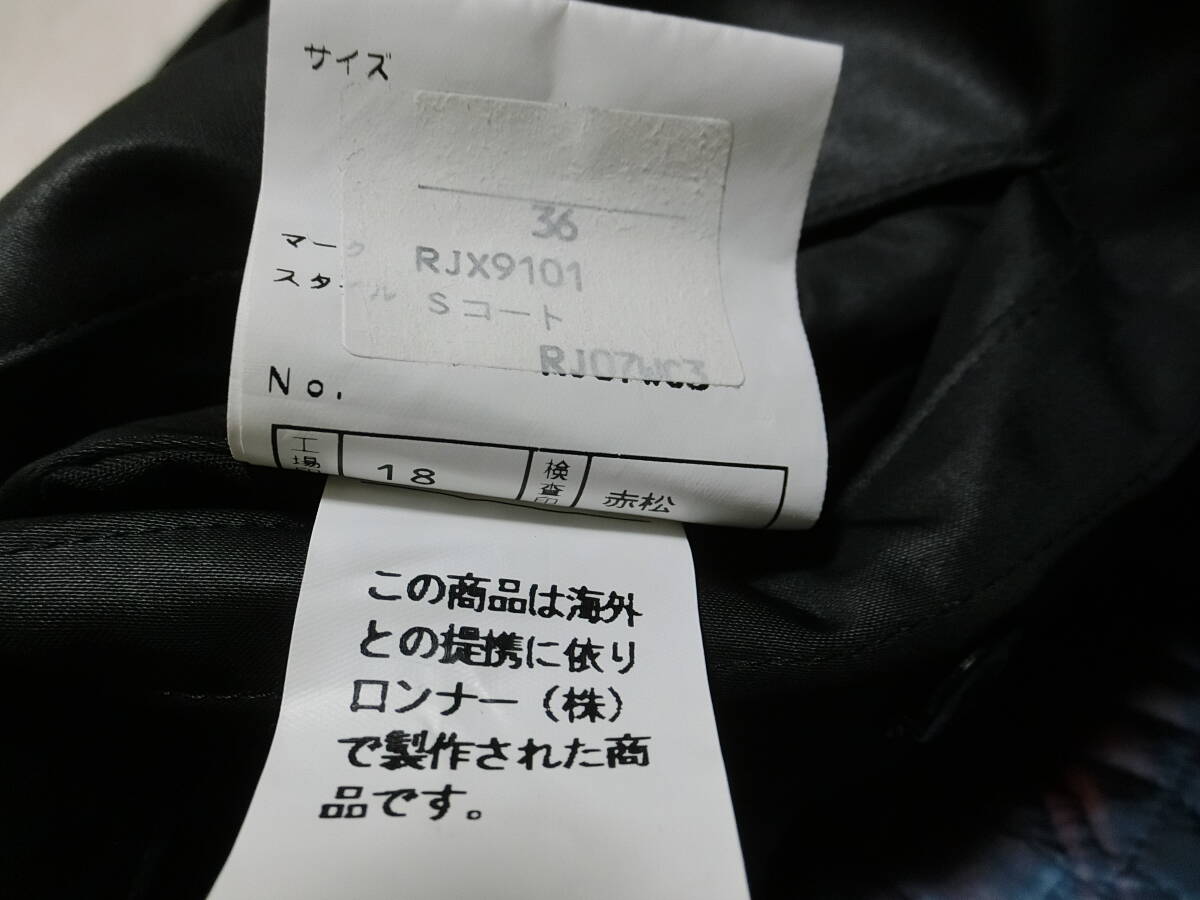 サイズ
36
マーク RJX9101
スタイル Sコート
RJ07WC3
No.
工場 18 検査印 赤松
この商品は海外
との提携に依り
ロンナー（株）
で製作された商
品です。